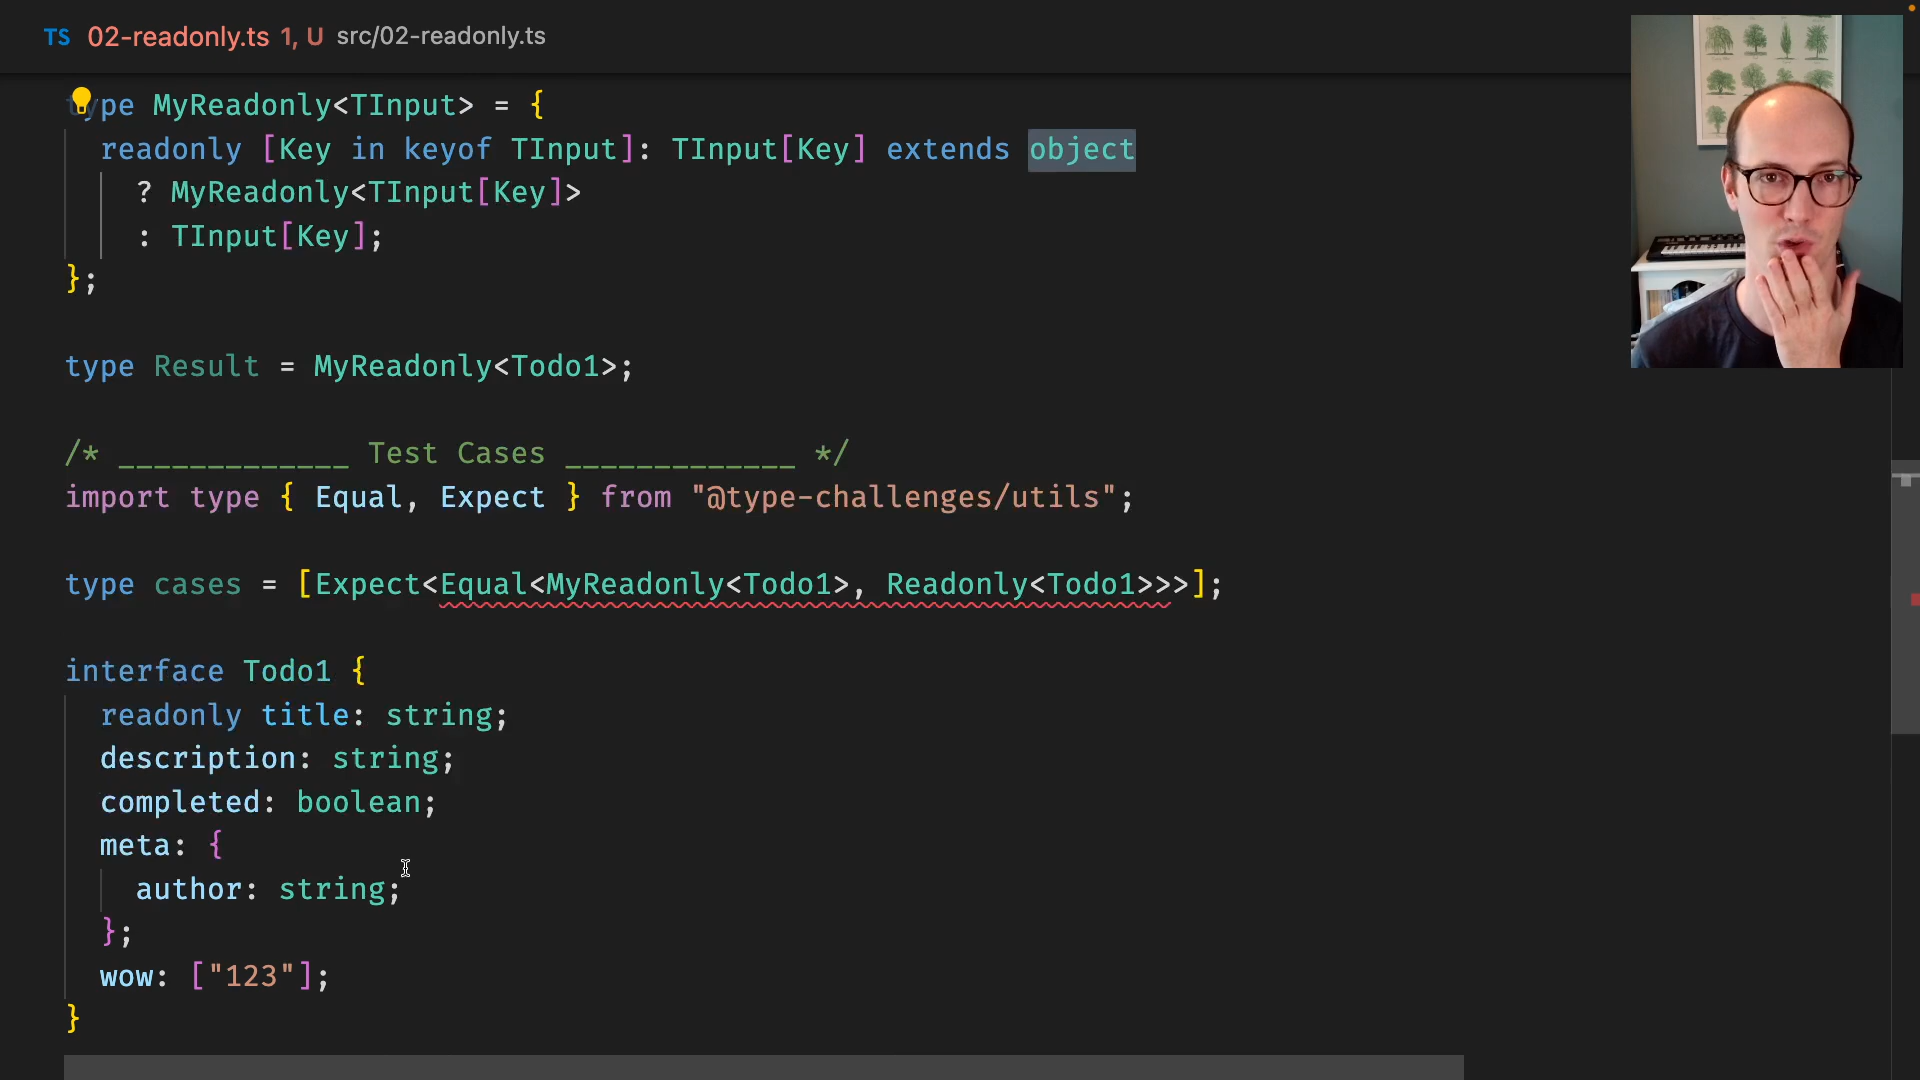 TS 02-readonly.ts 1, U src/02-readonly.ts
type MyReadonly<TInput> = {
  readonly [Key in keyof TInput]: TInput[Key] extends object
    ? MyReadonly<TInput[Key]>
    : TInput[Key];
};
type Result = MyReadonly<Todo1>;
/* _____________ Test Cases _____________ */
import type { Equal, Expect } from "@type-challenges/utils";
type cases = [Expect<Equal<MyReadonly<Todo1>, Readonly<Todo1>>>];
interface Todo1 {
  readonly title: string;
  description: string;
  completed: boolean;
  meta: {
    author: string;
  };
  wow: ["123"];
}